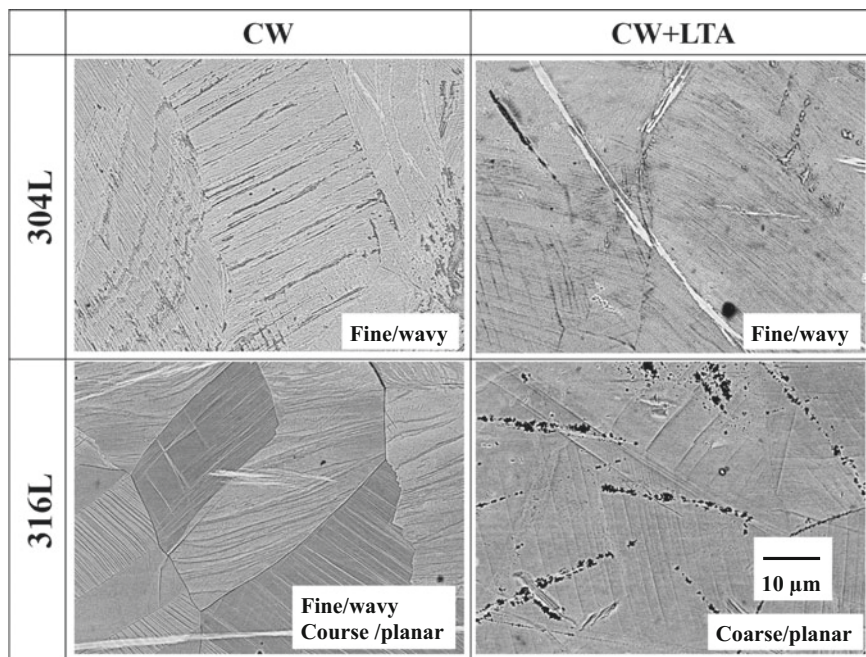 CW
CW+LTA
304L
Fine/wavy
Fine/wavy
316L
Fine/wavy
Course /planar
10 µm
Coarse/planar